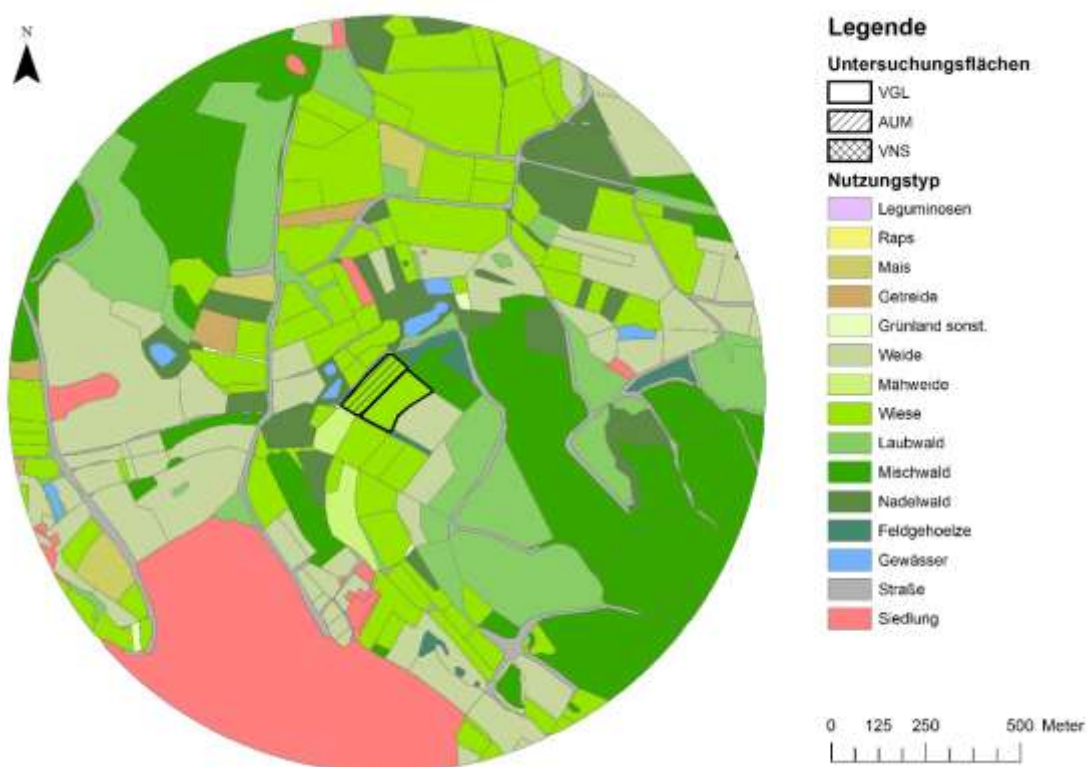 N
Legende
Untersuchungsflächen
VGL
AUM
VNS
Nutzungstyp
Leguminosen
Raps
Mais
Getreide
Grünland sonst.
Weide
Mähweide
Wiese
Laubwald
Mischwald
Nadelwald
Feldgehoelze
Gewässer
Straße
Siedlung
0 125 250 500 Meter